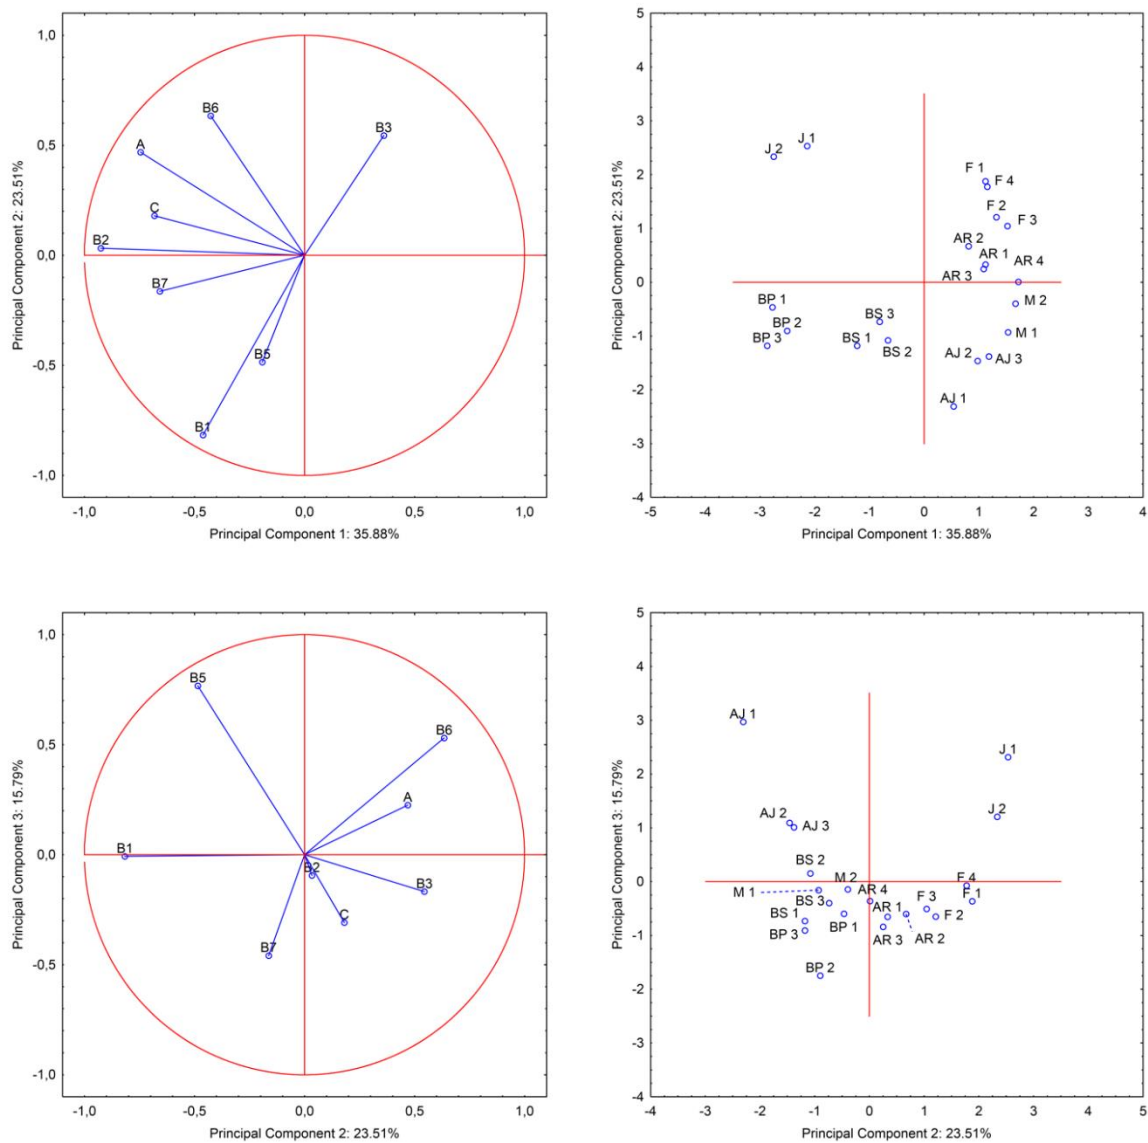 1,0
0,5
0,0
-0,5
-1,0
Principal Component 2: 23.51%
B6
B3
A
C
B2
B7
B5
B1
-1,0 -0,5 0,0 0,5 1,0
Principal Component 1: 35.88%
5
4
3
2
1
0
-1
-2
-3
-4
Principal Component 2: 23.51%
J 1
J 2
F 1
F 4
F 2
F 3
AR 2
AR 1
AR 4
AR 3
M 2
BP 1
BP 2
BP 3
BS 3
BS 1
BS 2
M 1
AJ 2
AJ 3
AJ 1
-5 -4 -3 -2 -1 0 1 2 3 4
Principal Component 1: 35.88%
1,0
0,5
0,0
-0,5
-1,0
Principal Component 3: 15.79%
B5
B6
A
B1
B2
B3
C
B7
-1,0 -0,5 0,0 0,5 1,0
Principal Component 2: 23.51%
5
4
3
2
1
0
-1
-2
-3
-4
Principal Component 3: 15.79%
AJ 1
J 1
J 2
AJ 2
AJ 3
BS 2
M 2
F 4
M 1
AR 4
F 3
F 1
BS 3
AR 1
BS 1
BP 1
F 2
BP 3
AR 3
AR 2
BP 2
-4 -3 -2 -1 0 1 2 3 4 5
Principal Component 2: 23.51%